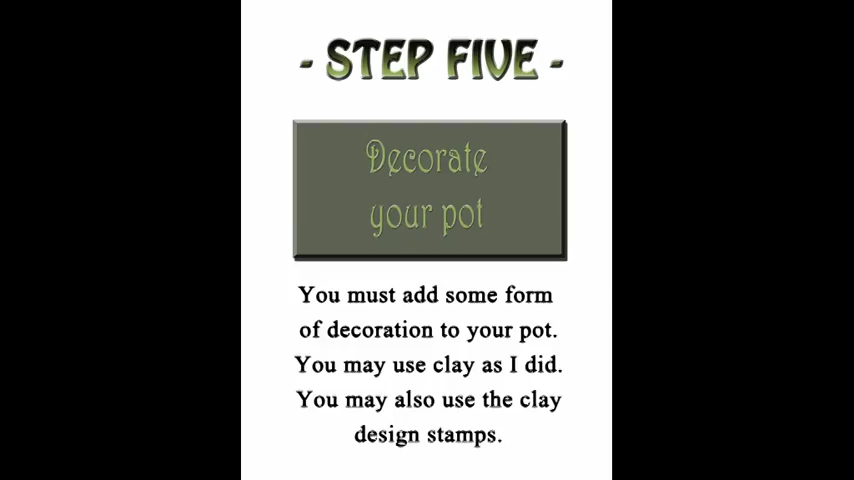 - STEP FIVE -
Decorate
your pot
You must add some form
of decoration to your pot.
You may use clay as I did.
You may also use the clay
design stamps.